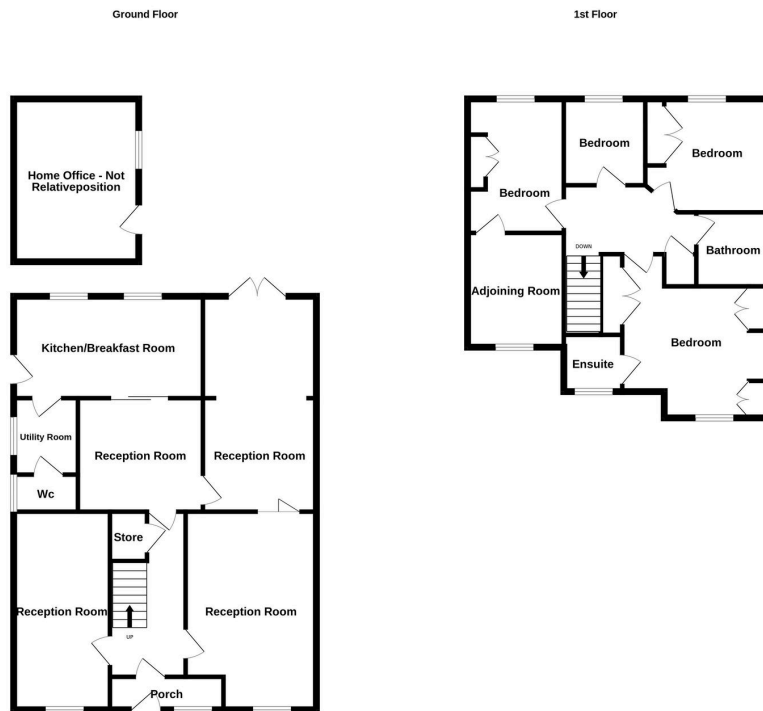 Ground Floor
1st Floor
Home Office - Not
Relativeposition
Kitchen/Breakfast Room
Utility Room
Wc
Reception Room
Reception Room
Store
Reception Room
Reception Room
UP
Porch
Bedroom
Bedroom
Bedroom
DOWN
Bathroom
Adjoining Room
Ensuite
Bedroom